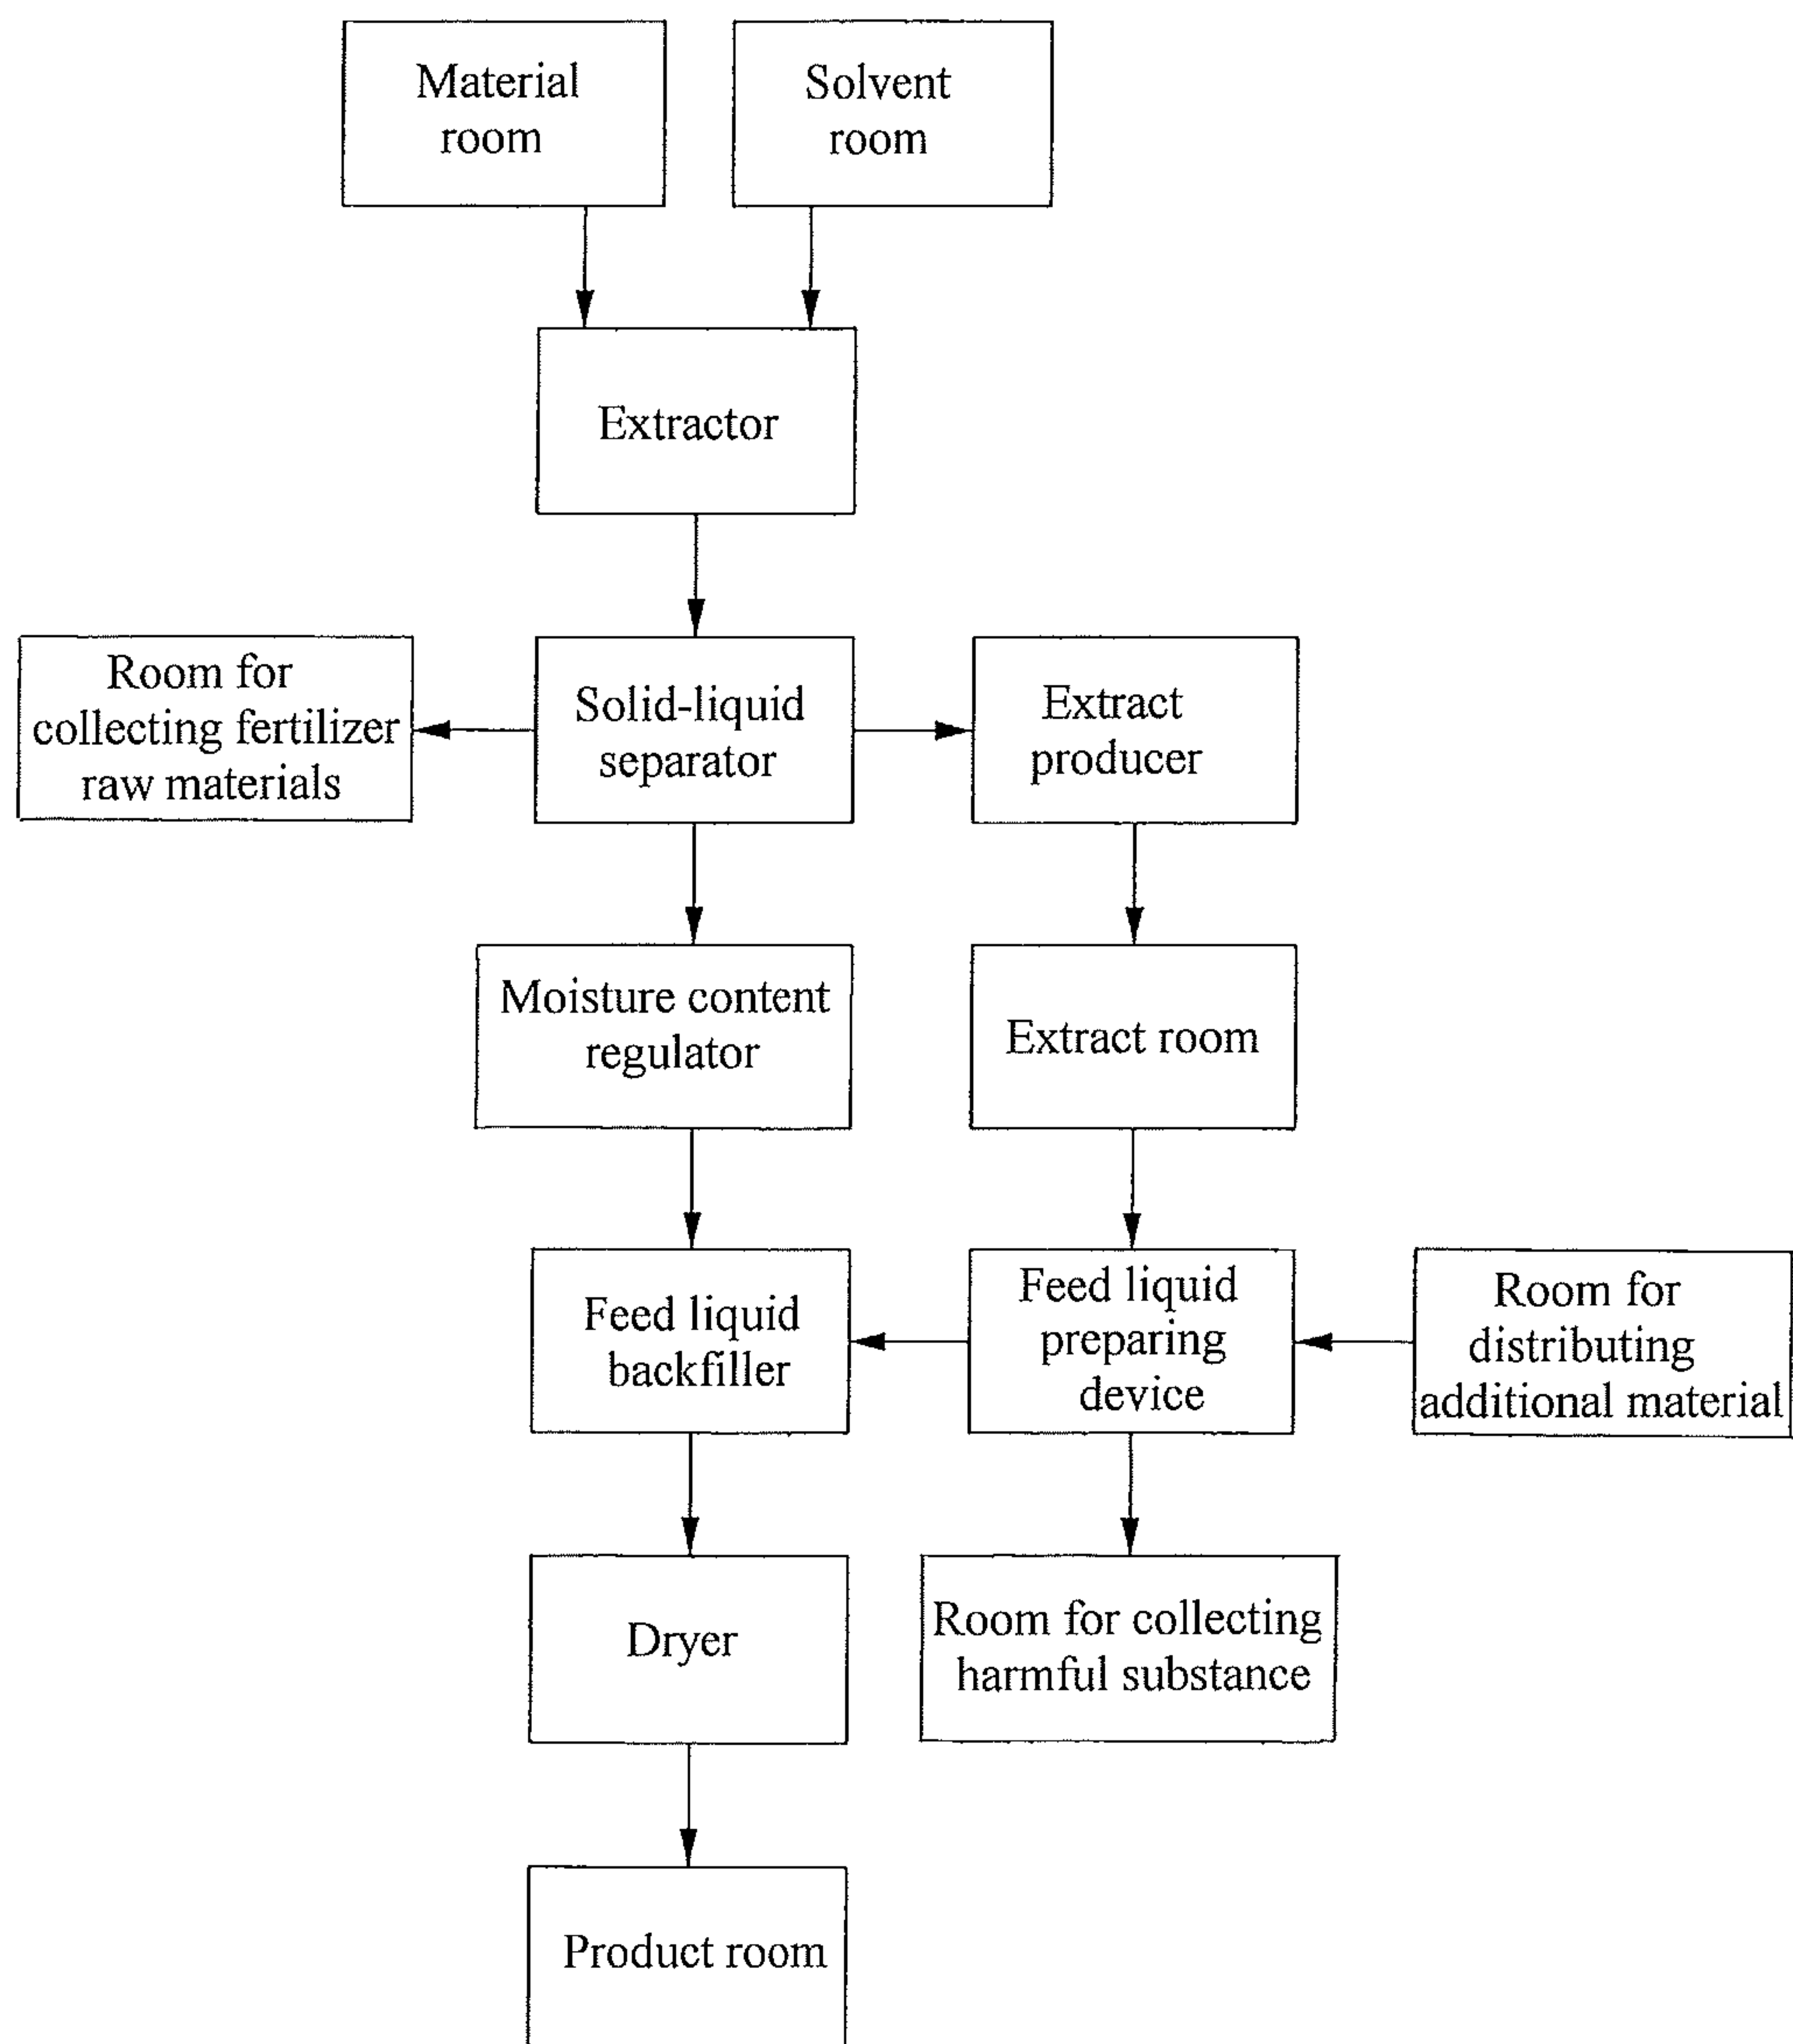 Material
room
Solvent
room
Extractor
Room for
collecting fertilizer
raw materials
Solid-liquid
separator
Extract
producer
Moisture content
regulator
Extract room
Feed liquid
backfiller
Feed liquid
preparing
device
Room for
distributing
additional material
Dryer
Room for collecting
harmful substance
Product room